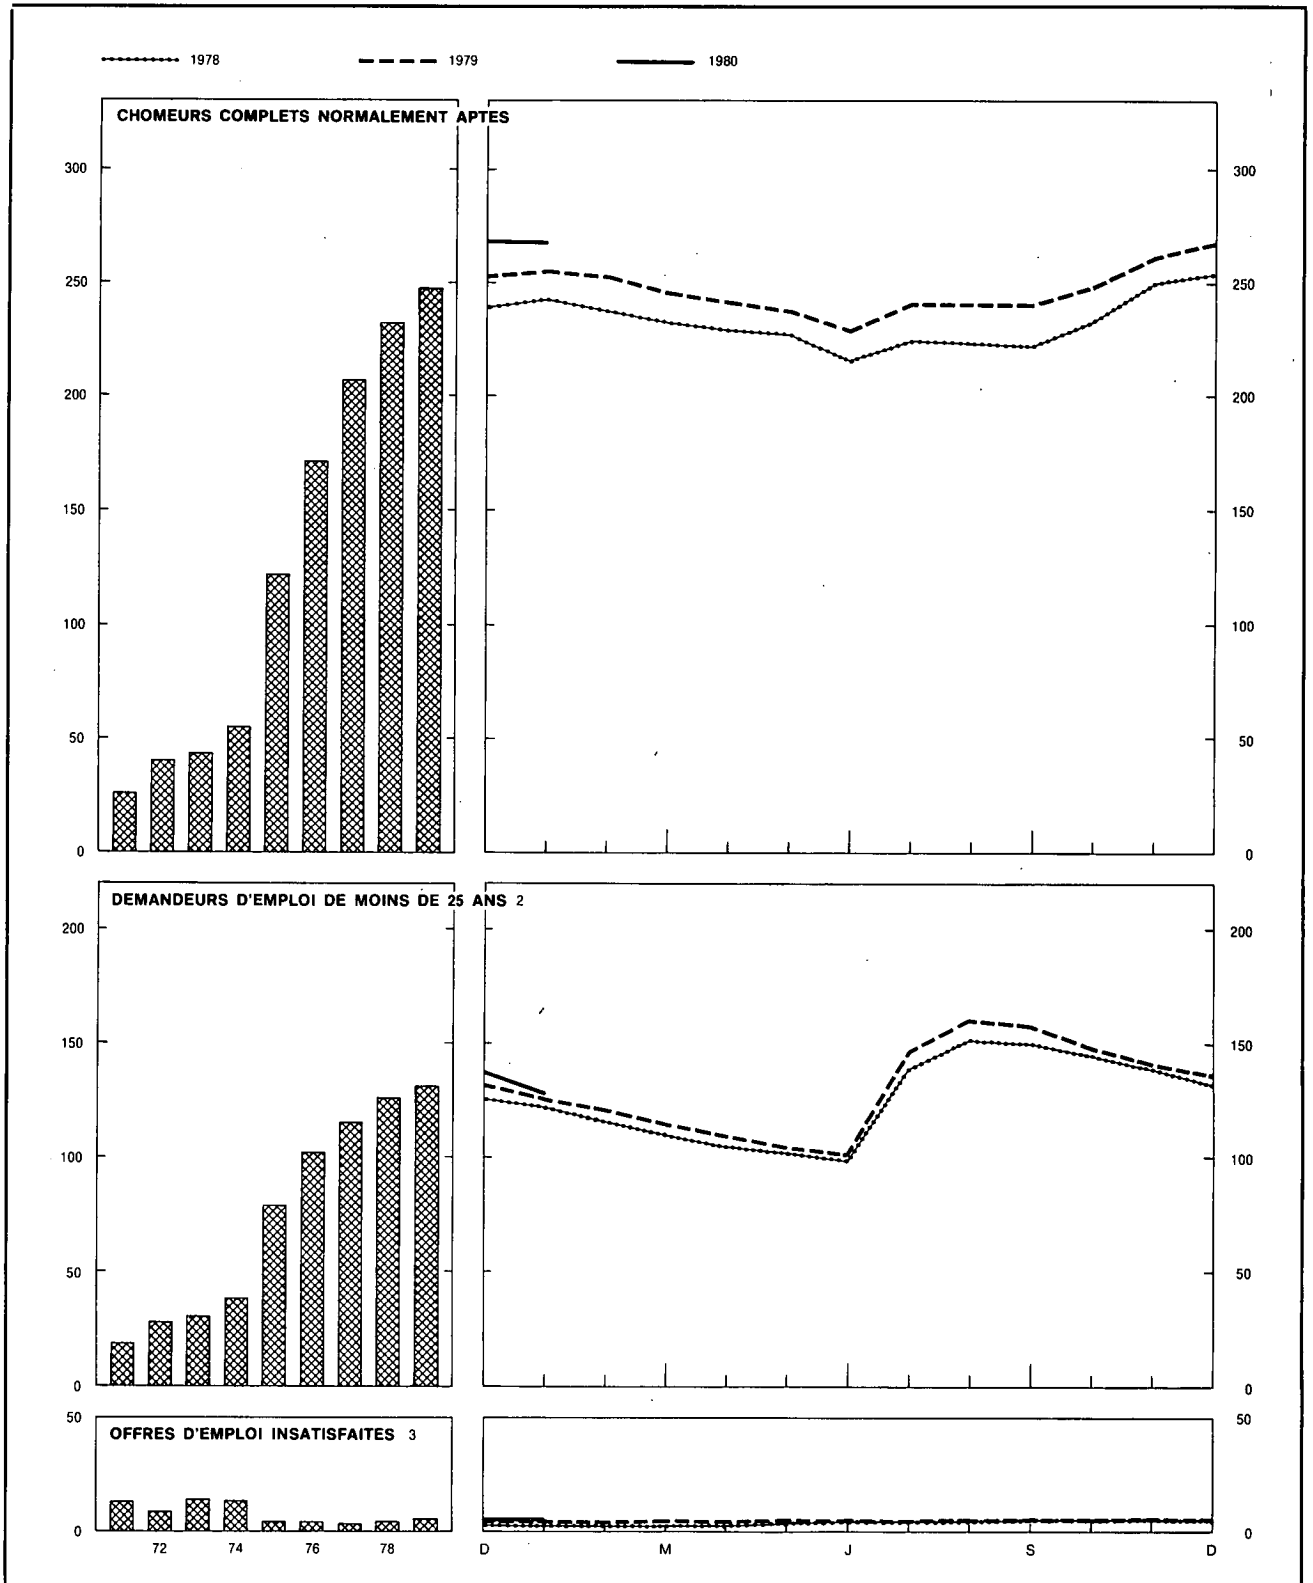 1978 1979 1980
CHOMEURS COMPLETS NORMALEMENT APTES
300 300
250 250
200 200
150 150
100 100
50 50
0 0
DEMANDEURS D'EMPLOI DE MOINS DE 25 ANS 2
200 200
150 150
100 100
50 50
0 0
50 50
OFFRES D'EMPLOI INSATISFAITES 3
0 0
72 74 76 78 D M J S D